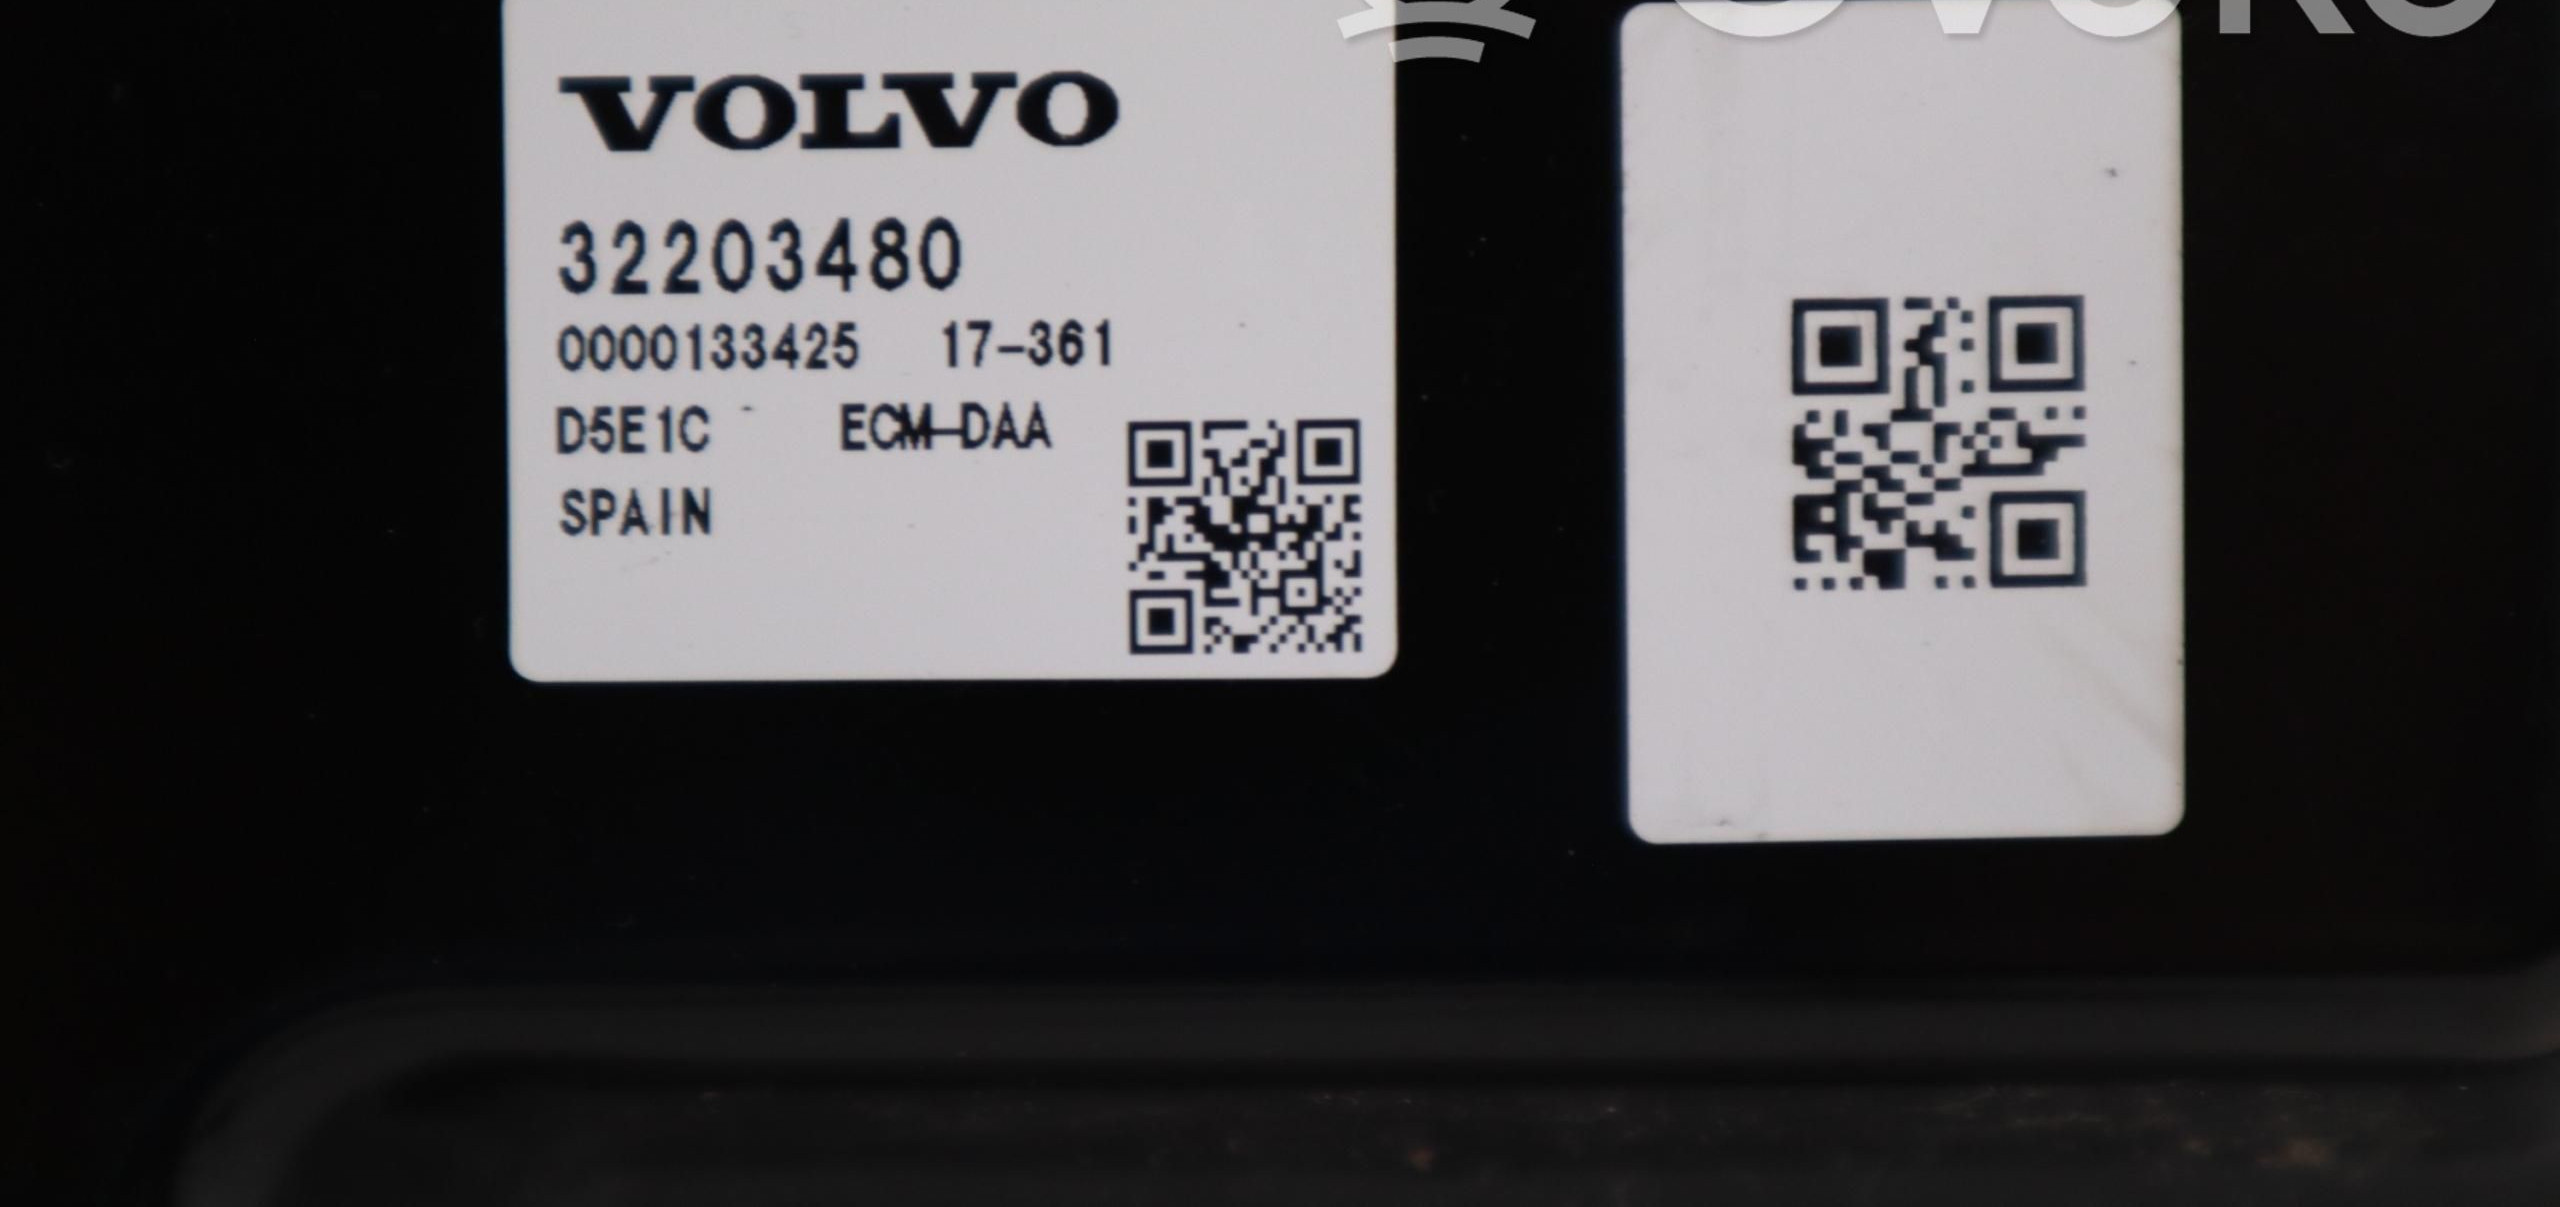 VOLVO
32203480
0000133425 17-361
D5E1C ECM-DAA
SPAIN